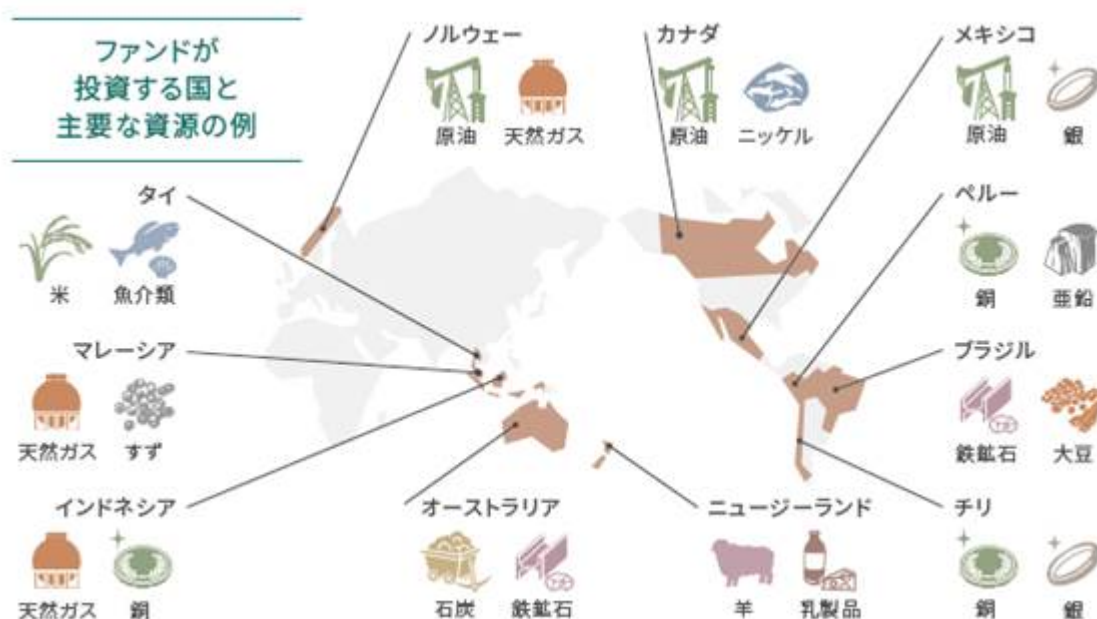 ファンドが
投資する国と
主要な資源の例
ノルウェー
原油 天然ガス
カナダ
原油 ニッケル
メキシコ
原油 銀
タイ
米 魚介類
ペルー
銅 亜鉛
マレーシア
天然ガス すず
ブラジル
鉄鉱石 大豆
インドネシア
天然ガス 銅
オーストラリア
石炭 鉄鉱石
ニュージーランド
羊 乳製品
チリ
銅 銀